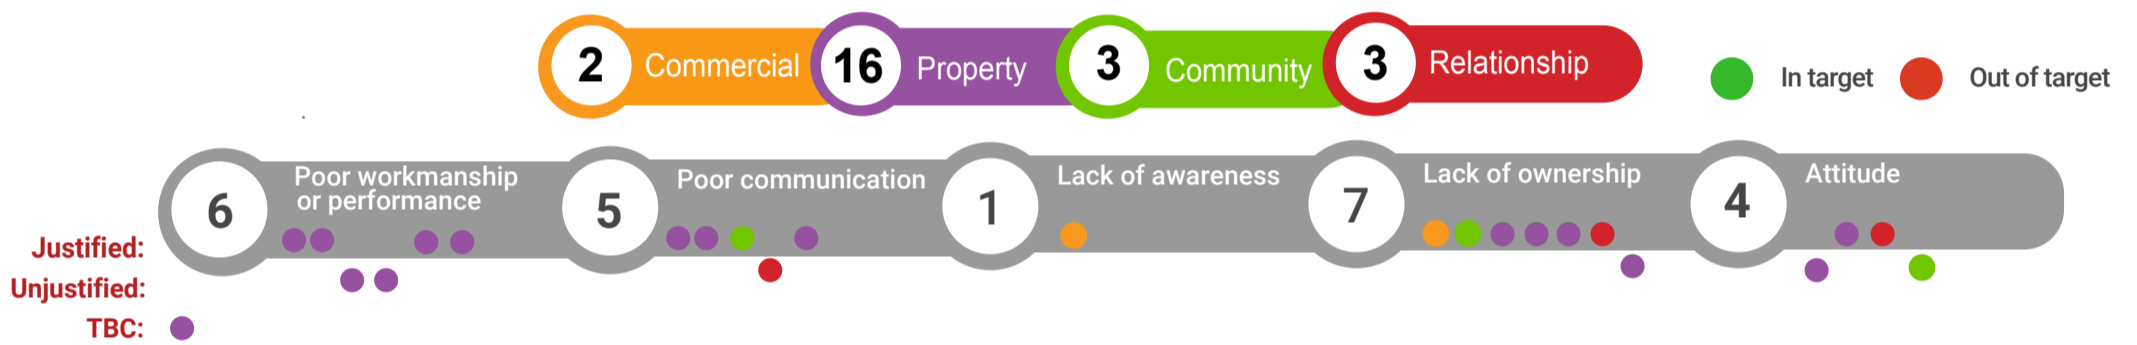 2 Commercial 16 Property 3 Community 3 Relationship In target Out of target
6 Poor workmanship
or performance
5 Poor communication
1 Lack of awareness
7 Lack of ownership
4 Attitude
Justified:
Unjustified:
TBC: